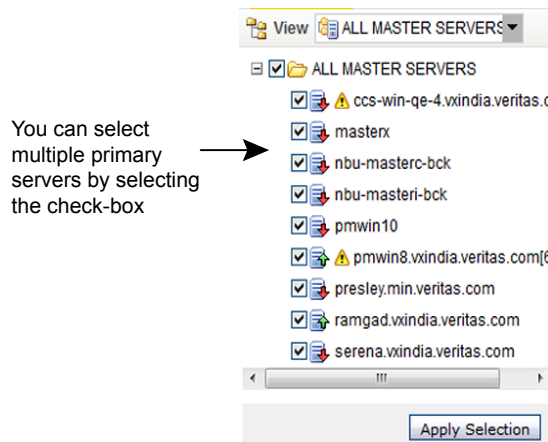 View ALL MASTER SERVERS
ALL MASTER SERVERS
ccs-win-qe-4.vxindia.veritas.c
masterx
nbu-masterc-bck
nbu-masteri-bck
pmwin10
pmwin8.vxindia.veritas.com[6
presley.min.veritas.com
ramgad.vxindia.veritas.com
serena.vxindia.veritas.com
Apply Selection
You can select
multiple primary
servers by selecting
the check-box